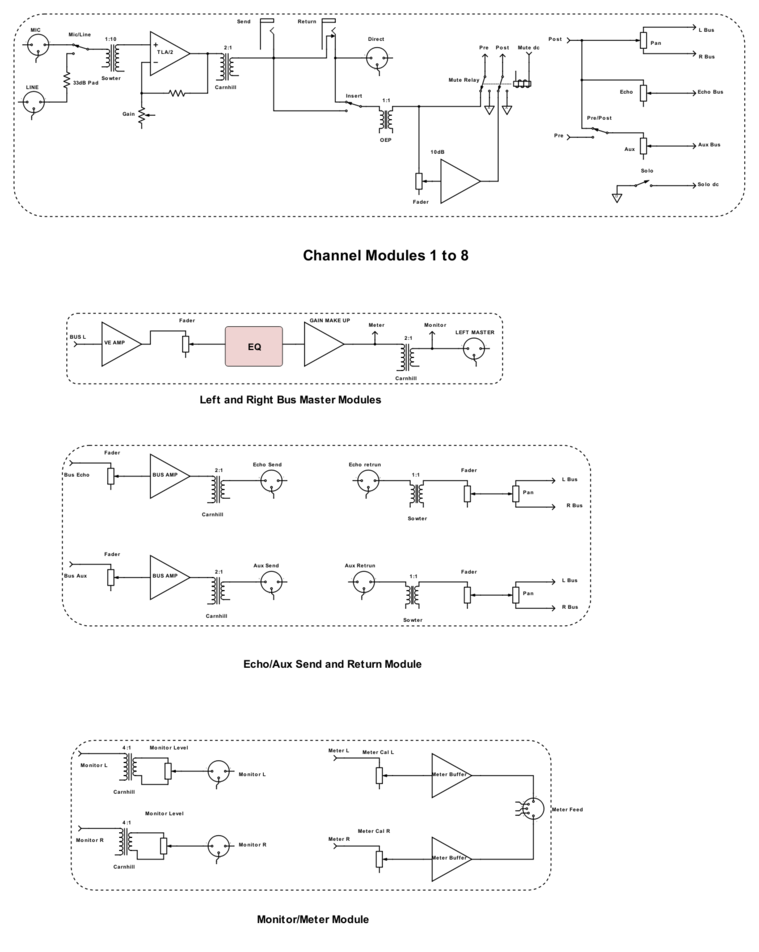 MIC
Mic/Line
1:10
TLA/2
+
−
Sowter
33dB Pad
LINE
Gain
2:1
Carnhill
Send
Return
Direct
Insert
1:1
OEP
Pre
Post
Mute dc
Mute Relay
10dB
Fader
Post
Pan
L Bus
R Bus
Echo
Echo Bus
Pre/Post
Pre
Aux
Aux Bus
Solo
Solo dc
Channel Modules 1 to 8
BUS L
VE AMP
Fader
EQ
GAIN MAKE UP
Meter
2:1
Carnhill
Monitor
LEFT MASTER
Left and Right Bus Master Modules
Fader
Bus Echo
BUS AMP
2:1
Carnhill
Echo Send
Echo retrun
1:1
Sowter
Fader
Pan
L Bus
R Bus
Fader
Bus Aux
BUS AMP
2:1
Carnhill
Aux Send
Aux Retrun
1:1
Sowter
Fader
Pan
L Bus
R Bus
Echo/Aux Send and Return Module
4:1
Monitor Level
Monitor L
Carnhill
Monitor L
Meter L
Meter Cal L
Meter Buffer
Meter Feed
Monitor Level
4:1
Monitor R
Carnhill
Monitor R
Meter Cal R
Meter R
Meter Buffer
Monitor/Meter Module